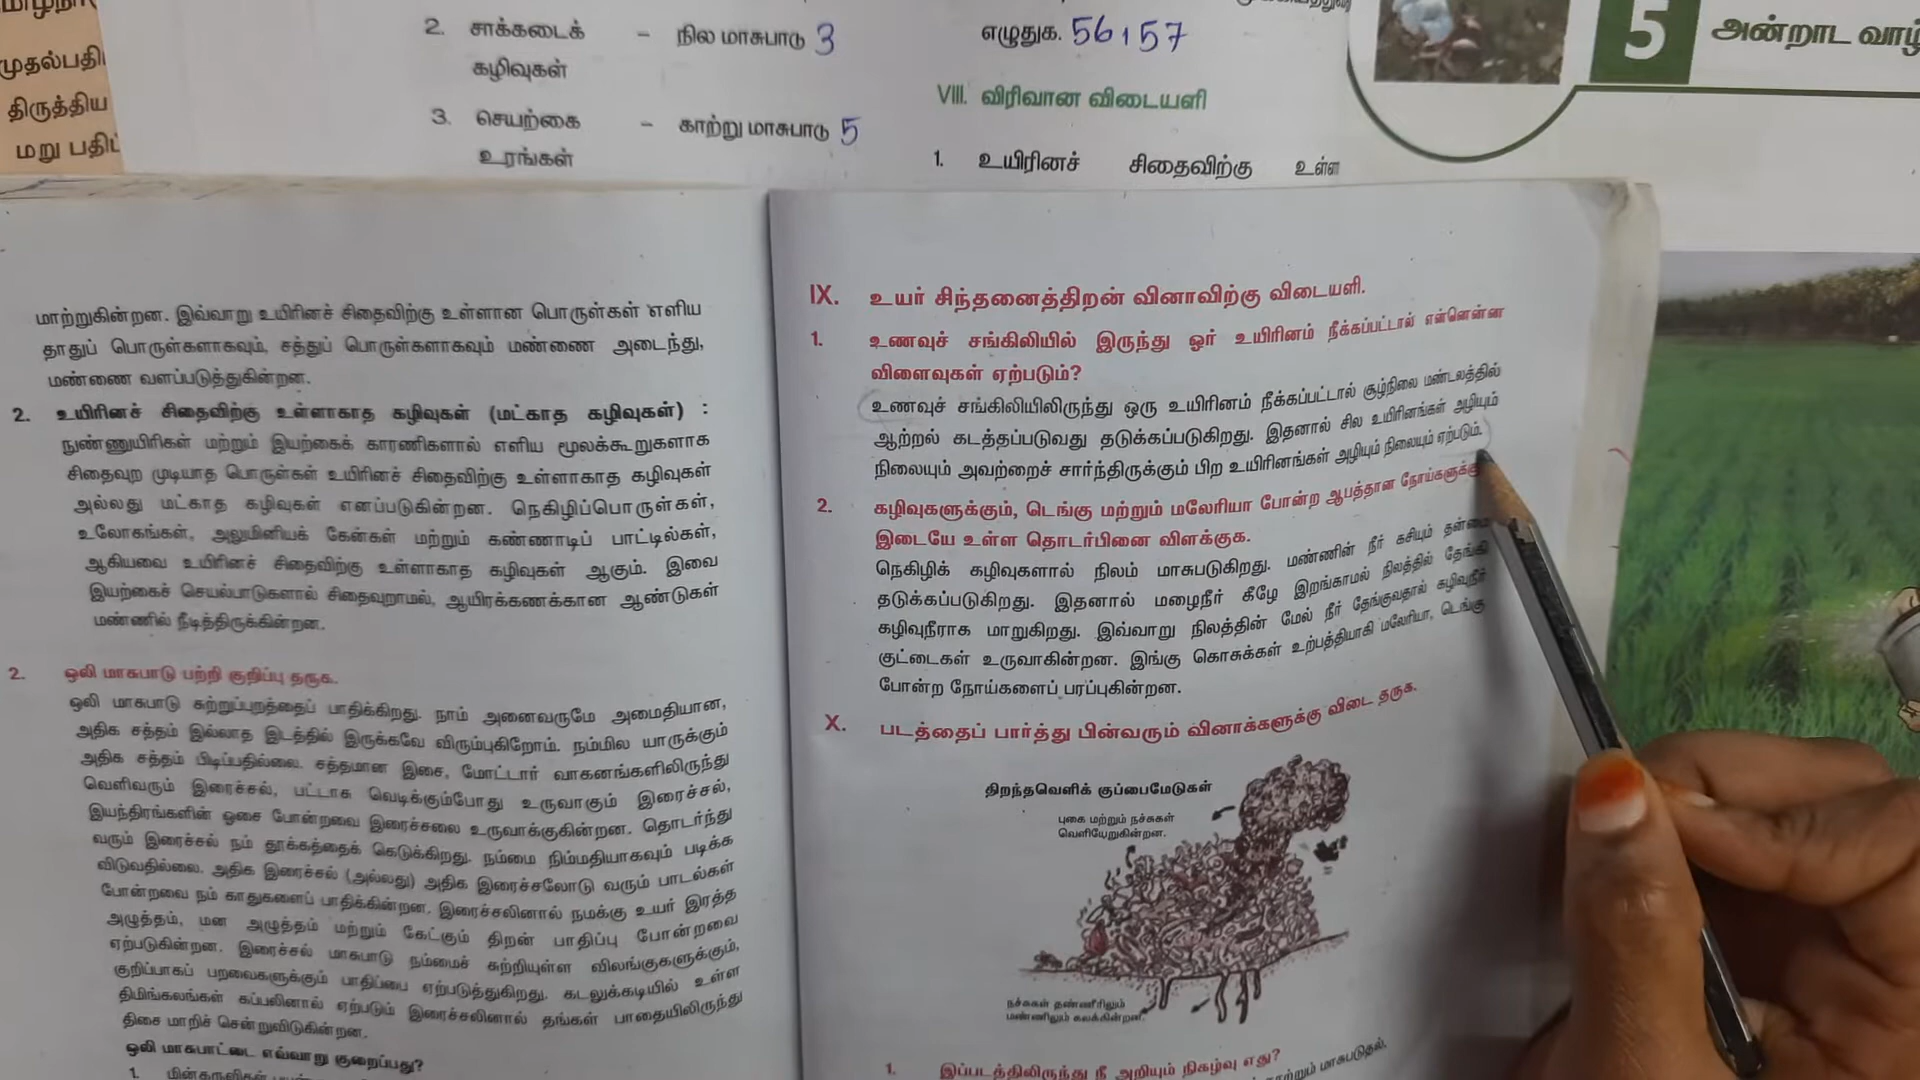 முதல்பதி
திருத்திய
மறு பதிப்
2. சாக்கடைக் – நில மாசுபாடு 3
கழிவுகள்
3. செயற்கை – காற்று மாசுபாடு 5
உரங்கள்
எழுதுக. 56, 57
VIII. விரிவான விடையளி
1. உயிரினச் சிதைவிற்கு உள்ள
5 அன்றாட வாழ்
மாற்றுகின்றன. இவ்வாறு உயிரினச் சிதைவிற்கு உள்ளான பொருள்கள் எளிய
தாதுப் பொருள்களாகவும், சத்துப் பொருள்களாகவும் மண்ணை அடைந்து,
மண்ணை வளப்படுத்துகின்றன.
2. உயிரினச் சிதைவிற்கு உள்ளாகாத கழிவுகள் (மட்காத கழிவுகள்) :
நுண்ணுயிரிகள் மற்றும் இயற்கைக் காரணிகளால் எளிய மூலக்கூறுகளாக
சிதைவுற முடியாத பொருள்கள் உயிரினச் சிதைவிற்கு உள்ளாகாத கழிவுகள்
அல்லது மட்காத கழிவுகள் எனப்படுகின்றன. நெகிழிப்பொருள்கள்,
உலோகங்கள், அலுமினியக் கேன்கள் மற்றும் கண்ணாடிப் பாட்டில்கள்,
ஆகியவை உயிரினச் சிதைவிற்கு உள்ளாகாத கழிவுகள் ஆகும். இவை
இயற்கைச் செயல்பாடுகளால் சிதைவுறாமல், ஆயிரக்கணக்கான ஆண்டுகள்
மண்ணில் நீடித்திருக்கின்றன.
2. ஒலி மாசுபாடு பற்றி குறிப்பு தருக.
ஒலி மாசுபாடு சுற்றுப்புறத்தைப் பாதிக்கிறது. நாம் அனைவருமே அமைதியான,
அதிக சத்தம் இல்லாத இடத்தில் இருக்கவே விரும்புகிறோம். நம்மில யாருக்கும்
அதிக சத்தம் பிடிப்பதில்லை. சத்தமான இசை, மோட்டார் வாகனங்களிலிருந்து
வெளிவரும் இரைச்சல், பட்டாசு வெடிக்கும்போது உருவாகும் இரைச்சல்,
இயந்திரங்களின் ஓசை போன்றவை இரைச்சலை உருவாக்குகின்றன. தொடர்ந்து
வரும் இரைச்சல் நம் தூக்கத்தைக் கெடுக்கிறது. நம்மை நிம்மதியாகவும் படிக்க
விடுவதில்லை. அதிக இரைச்சல் (அல்லது) அதிக இரைச்சலோடு வரும் பாடல்கள்
போன்றவை நம் காதுகளைப் பாதிக்கின்றன. இரைச்சலினால் நமக்கு உயர் இரத்த
அழுத்தம், மன அழுத்தம் மற்றும் கேட்கும் திறன் பாதிப்பு போன்றவை
ஏற்படுகின்றன. இரைச்சல் மாசுபாடு நம்மைச் சுற்றியுள்ள விலங்குகளுக்கும்,
குறிப்பாகப் பறவைகளுக்கும் பாதிப்பை ஏற்படுத்துகிறது. கடலுக்கடியில் உள்ள
திமிங்கலங்கள் கப்பலினால் ஏற்படும் இரைச்சலினால் தங்கள் பாதையிலிருந்து
திசை மாறிச் சென்றுவிடுகின்றன.
ஒலி மாசுபாட்டை எவ்வாறு குறைப்பது?
1.
IX. உயர் சிந்தனைத்திறன் வினாவிற்கு விடையளி.
1. உணவுச் சங்கிலியில் இருந்து ஓர் உயிரினம் நீக்கப்பட்டால் என்னென்ன
விளைவுகள் ஏற்படும்?
உணவுச் சங்கிலியிலிருந்து ஒரு உயிரினம் நீக்கப்பட்டால் சூழ்நிலை மண்டலத்தில்
ஆற்றல் கடத்தப்படுவது தடுக்கப்படுகிறது. இதனால் சில உயிரினங்கள் அழியும்
நிலையும் அவற்றைச் சார்ந்திருக்கும் பிற உயிரினங்கள் அழியும் நிலையும் ஏற்படும்.
2. கழிவுகளுக்கும், டெங்கு மற்றும் மலேரியா போன்ற ஆபத்தான நோய்களுக்கு
இடையே உள்ள தொடர்பினை விளக்குக.
நெகிழிக் கழிவுகளால் நிலம் மாசுபடுகிறது. மண்ணின் நீர் கசியும் தன்மை
தடுக்கப்படுகிறது. இதனால் மழைநீர் கீழே இறங்காமல் நிலத்தில் தேங்கி
கழிவுநீராக மாறுகிறது. இவ்வாறு நிலத்தின் மேல் நீர் தேங்குவதால் கழிவுநீர்
குட்டைகள் உருவாகின்றன. இங்கு கொசுக்கள் உற்பத்தியாகி மலேரியா, டெங்கு
போன்ற நோய்களைப் பரப்புகின்றன.
X. படத்தைப் பார்த்து பின்வரும் வினாக்களுக்கு விடை தருக.
திறந்தவெளிக் குப்பைமேடுகள்
புகை மற்றும் நச்சுகள்
வெளியேறுகின்றன.
நச்சுகள் தண்ணீரிலும்
மண்ணிலும் கலக்கின்றன.
1. இப்படத்திலிருந்து நீ அறியும் நிகழ்வு எது?
காற்றும் மாசுபடுதல்.